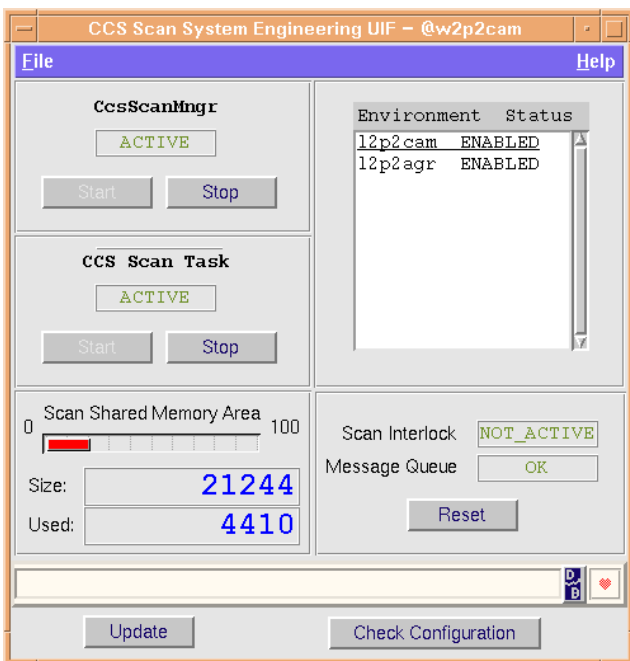 CCS Scan System Engineering UIF – @w2p2cam
File
Help
CcsScanMngr
ACTIVE
Start
Stop
Environment Status
l2p2cam ENABLED
l2p2agr ENABLED
CCS Scan Task
ACTIVE
Start
Stop
Scan Shared Memory Area
0
100
Size:
21244
Used:
4410
Scan Interlock
NOT_ACTIVE
Message Queue
OK
Reset
D
B
Update
Check Configuration